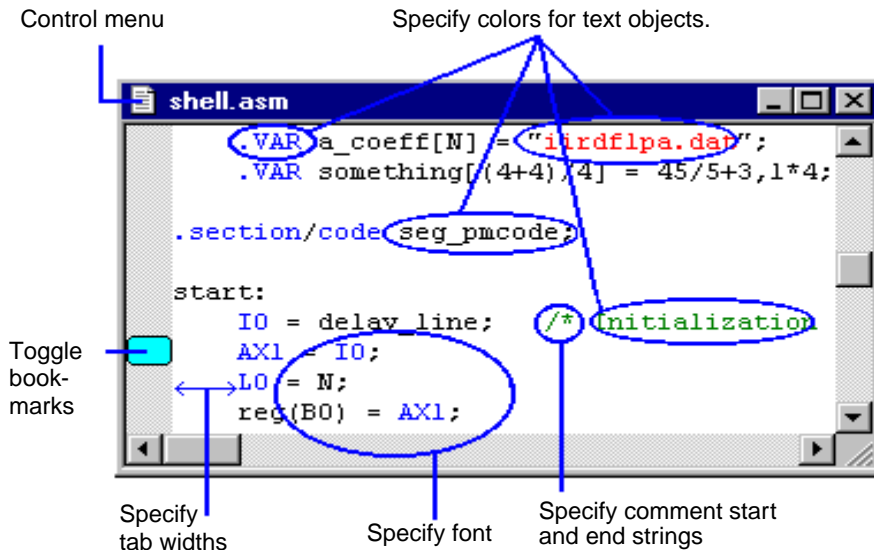 Control menu
Specify colors for text objects.
shell.asm
.VAR a_coeff[N] = "iirdflpa.dat";
.VAR something[(4+4)/4] = 45/5+3,1*4;
.section/code seg_pmcode;
start:
I0 = delay_line; /* Initialization
AX1 = I0;
L0 = N;
reg(B0) = AX1;
Toggle
book-
marks
Specify
tab widths
Specify font
Specify comment start
and end strings